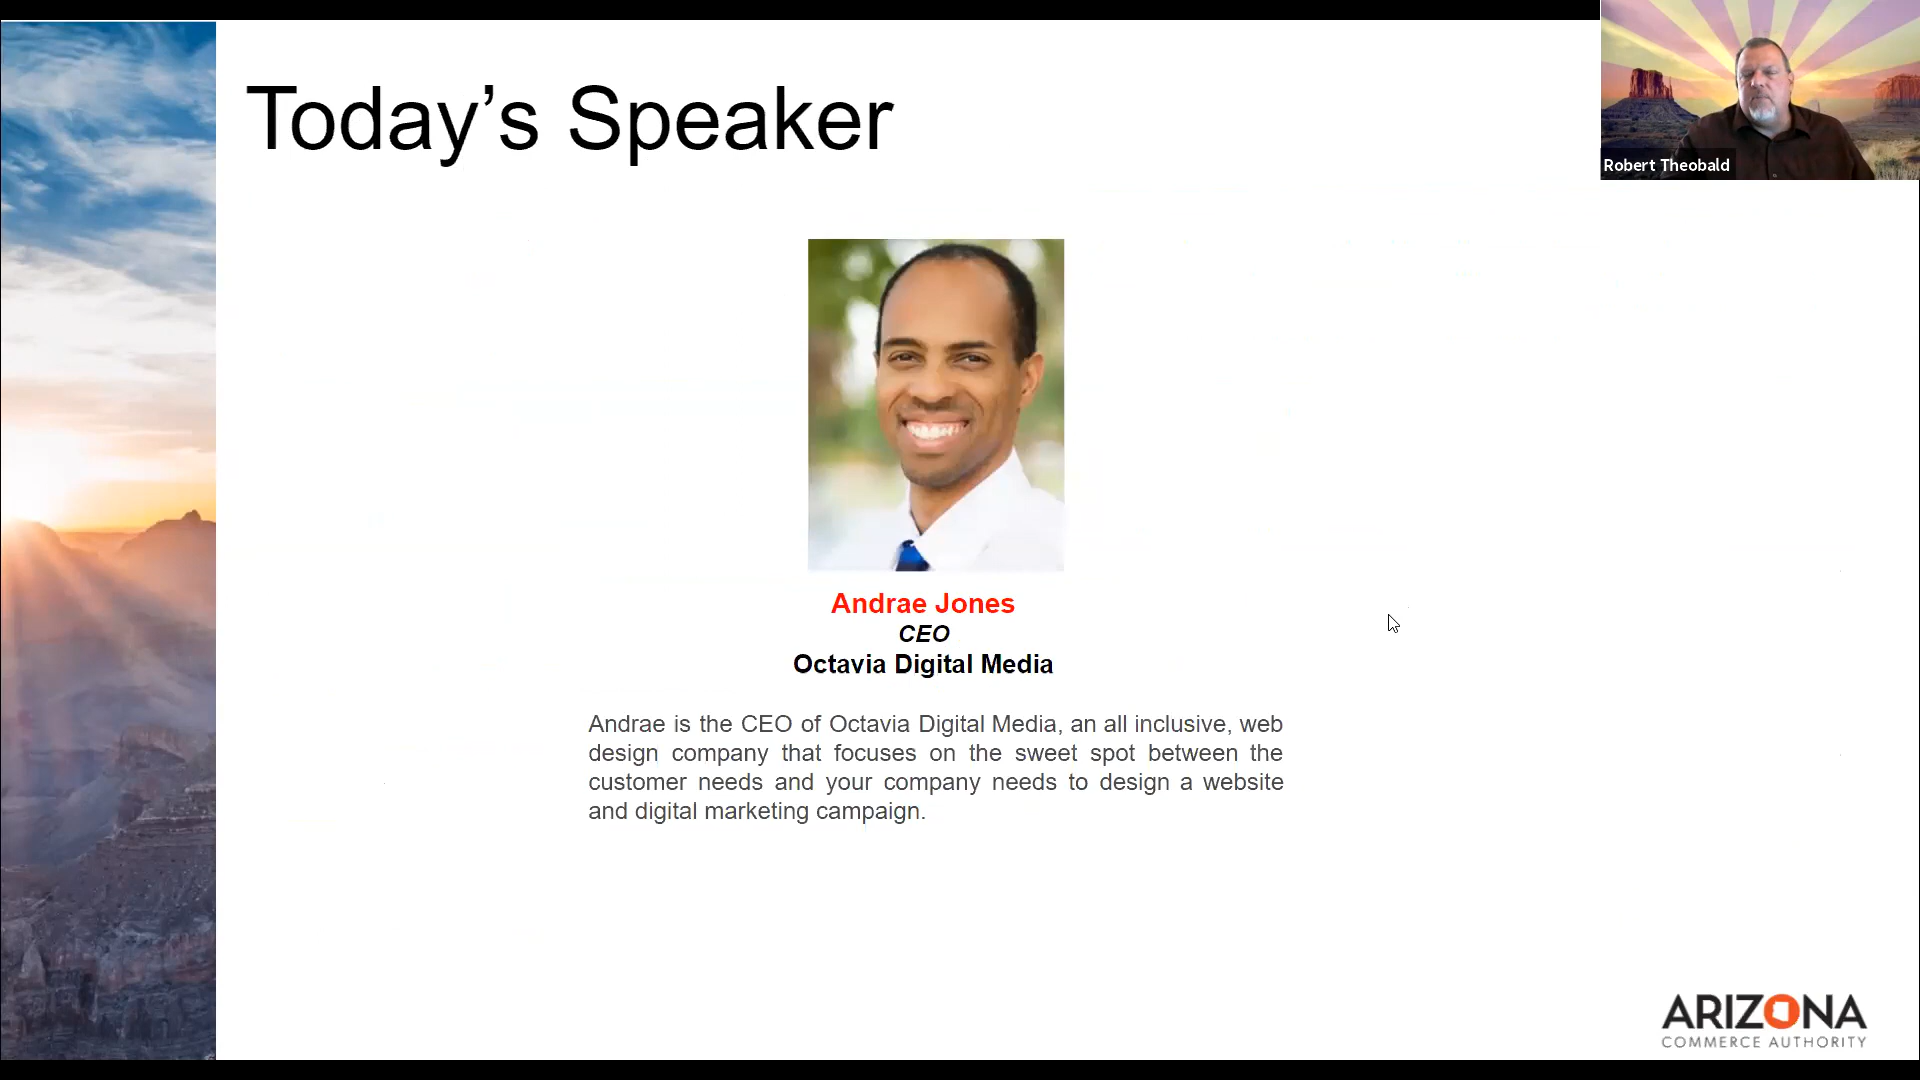 Today’s Speaker
Robert Theobald
Andrae Jones
CEO
Octavia Digital Media
Andrae is the CEO of Octavia Digital Media, an all inclusive, web
design company that focuses on the sweet spot between the
customer needs and your company needs to design a website
and digital marketing campaign.
ARIZONA
COMMERCE AUTHORITY